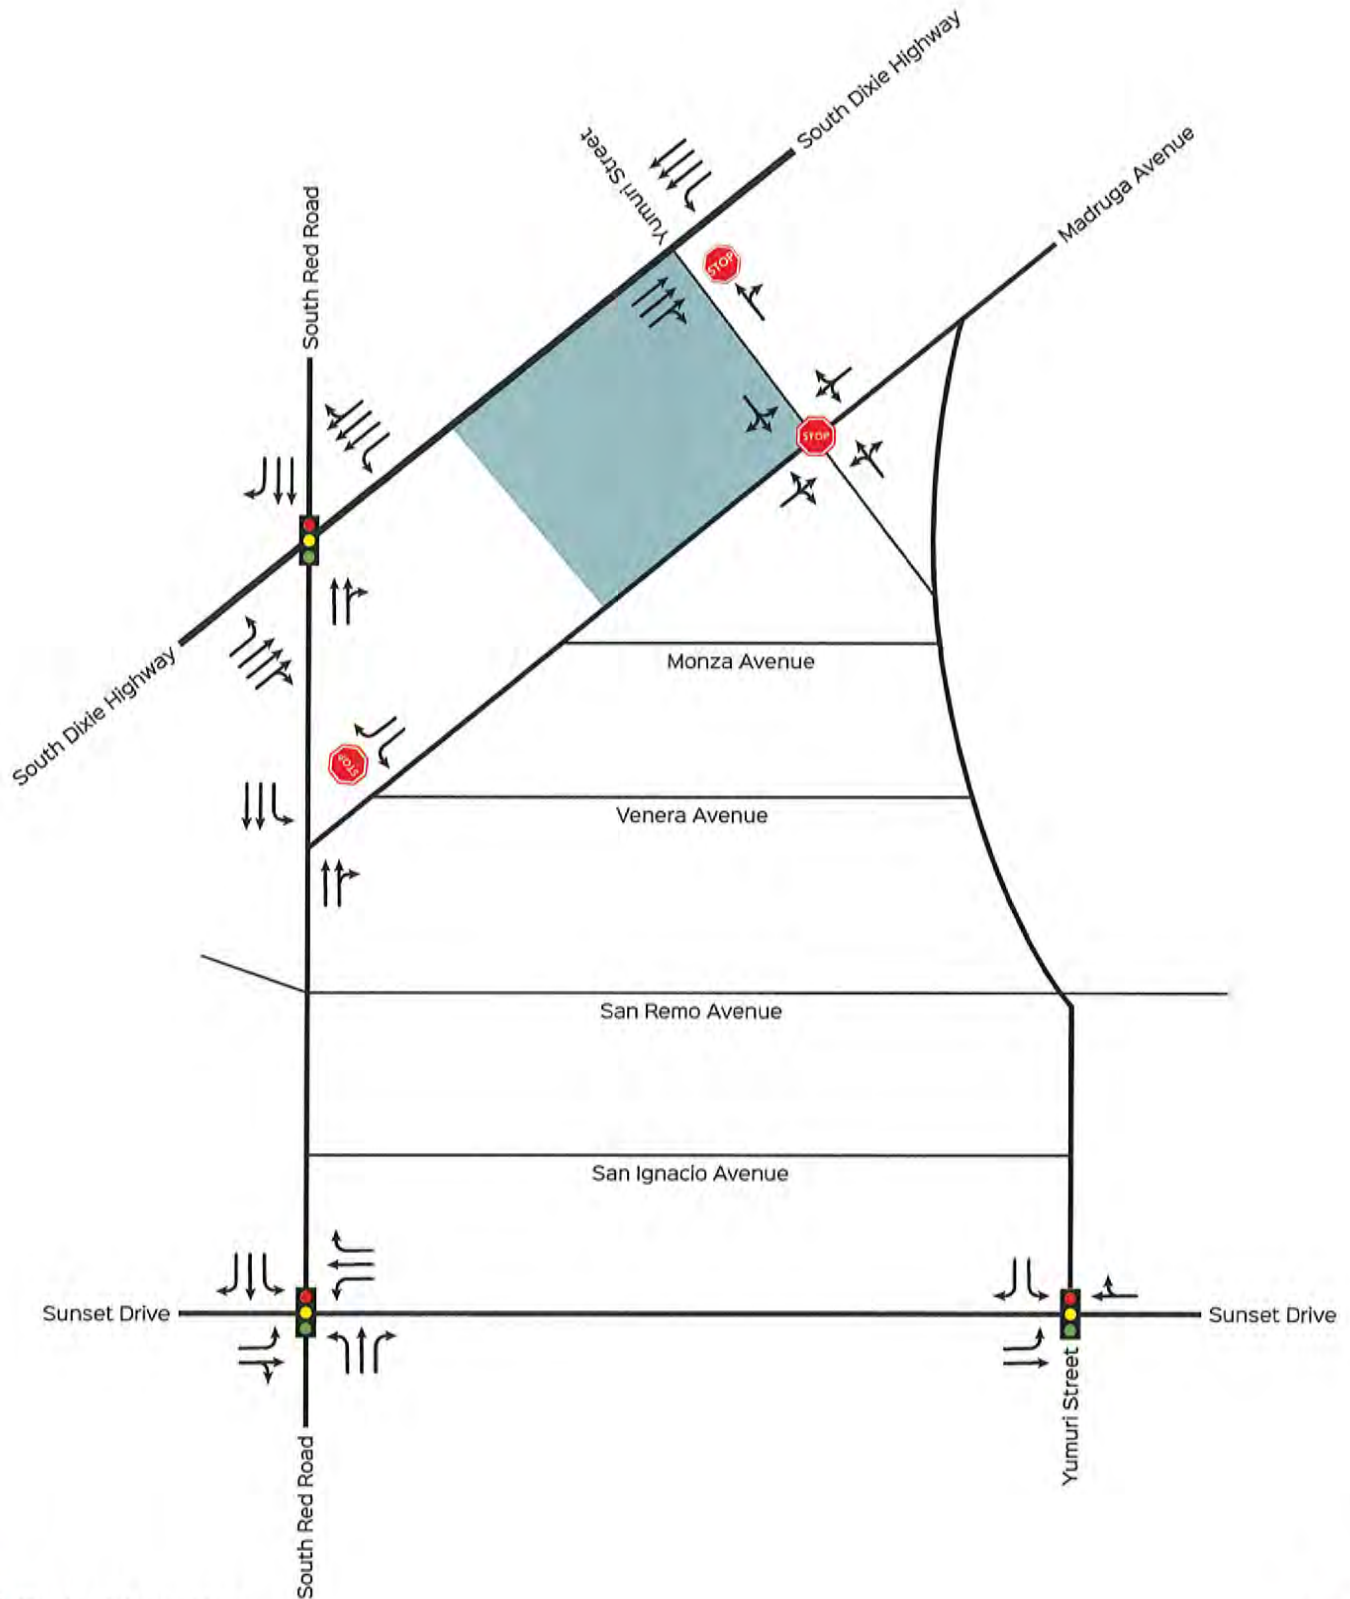 South Dixie Highway
Yumuri Street
Madruga Avenue
South Red Road
STOP
STOP
South Dixie Highway
Monza Avenue
STOP
Venera Avenue
San Remo Avenue
San Ignacio Avenue
Sunset Drive
Sunset Drive
Yumuri Street
South Red Road